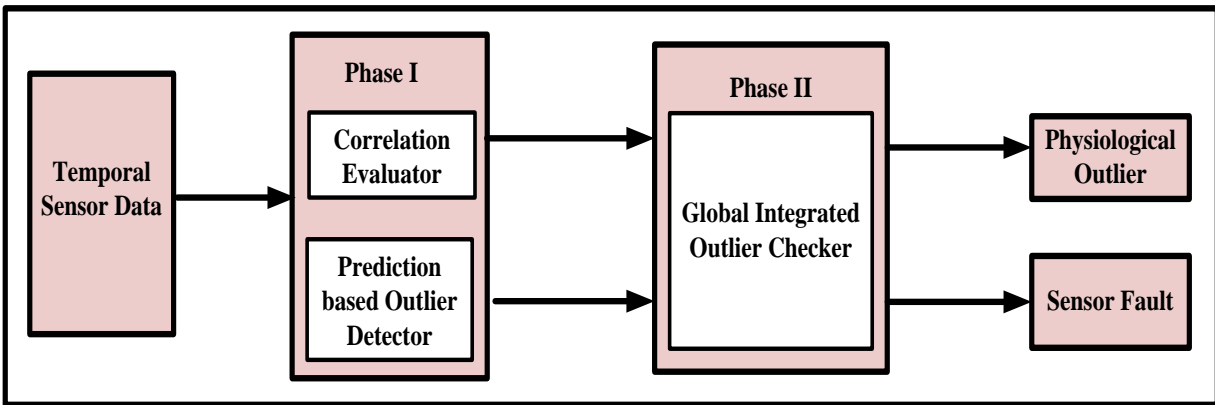 Temporal
Sensor Data
Phase I
Correlation
Evaluator
Prediction
based Outlier
Detector
Phase II
Global Integrated
Outlier Checker
Physiological
Outlier
Sensor Fault